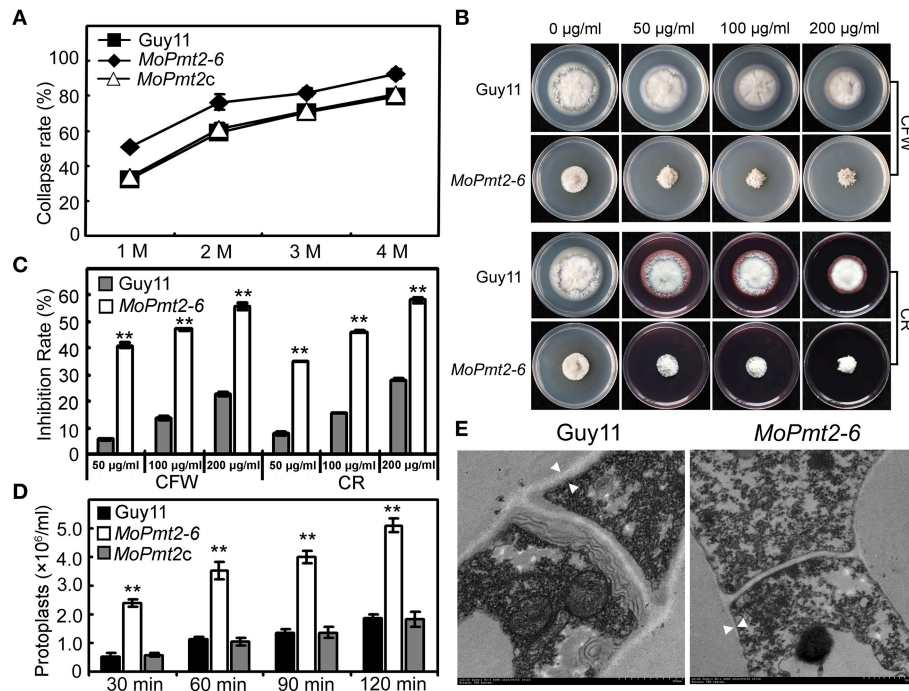 A
Guy11
MoPmt2-6
MoPmt2c
Collapse rate (%)
100
80
60
40
20
0
1 M 2 M 3 M 4 M
B
0 µg/ml 50 µg/ml 100 µg/ml 200 µg/ml
Guy11
MoPmt2-6
CFW
Guy11
MoPmt2-6
CR
C
Guy11
MoPmt2-6
Inhibition Rate (%)
60
50
40
30
20
10
0
** ** ** ** ** **
50 µg/ml 100 µg/ml 200 µg/ml 50 µg/ml 100 µg/ml 200 µg/ml
CFW CR
D
Guy11
MoPmt2-6
MoPmt2c
Protoplasts (×10⁶/ml)
5.0
4.0
3.0
2.0
1.0
0
** ** ** **
30 min 60 min 90 min 120 min
E
Guy11 MoPmt2-6